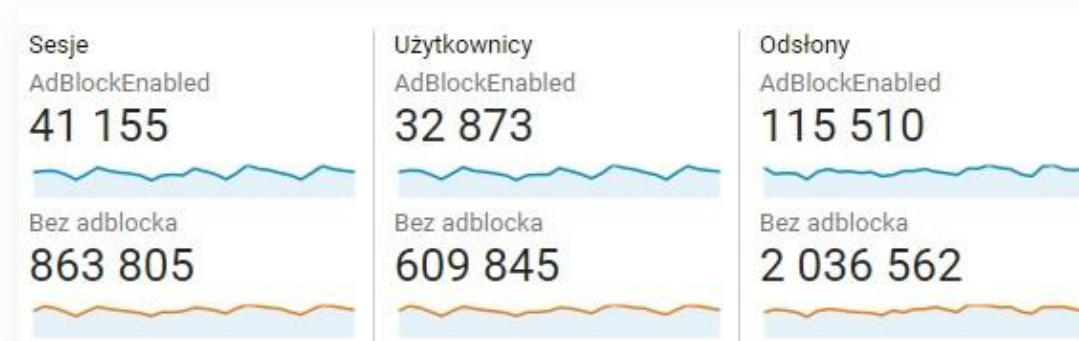 Sesje
AdBlockEnabled
41 155
Bez adblocka
863 805
Użytkownicy
AdBlockEnabled
32 873
Bez adblocka
609 845
Odsłony
AdBlockEnabled
115 510
Bez adblocka
2 036 562